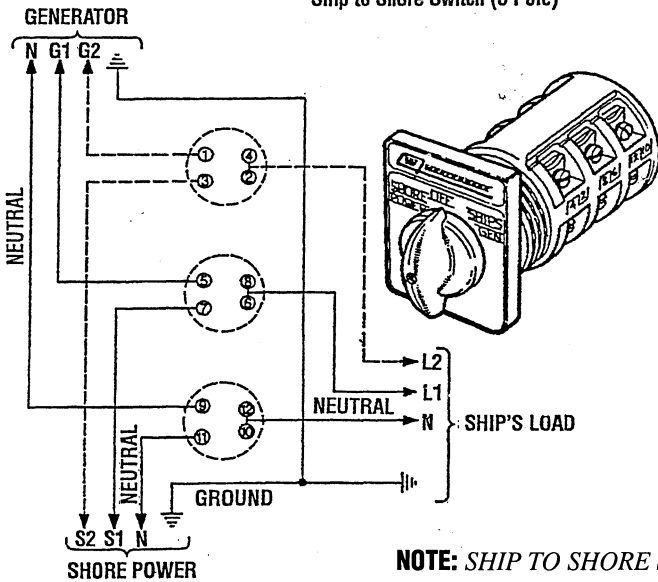 Ship to Shore Switch (3 Pole)
GENERATOR
N G1 G2
1
4
3
2
SHORE POWER
OFF
SHIPS GEN
NEUTRAL
5
8
7
6
L2
L1
NEUTRAL
N
SHIP'S LOAD
9
12
11
10
NEUTRAL
GROUND
S2 S1 N
SHORE POWER
NOTE: SHIP TO SHORE